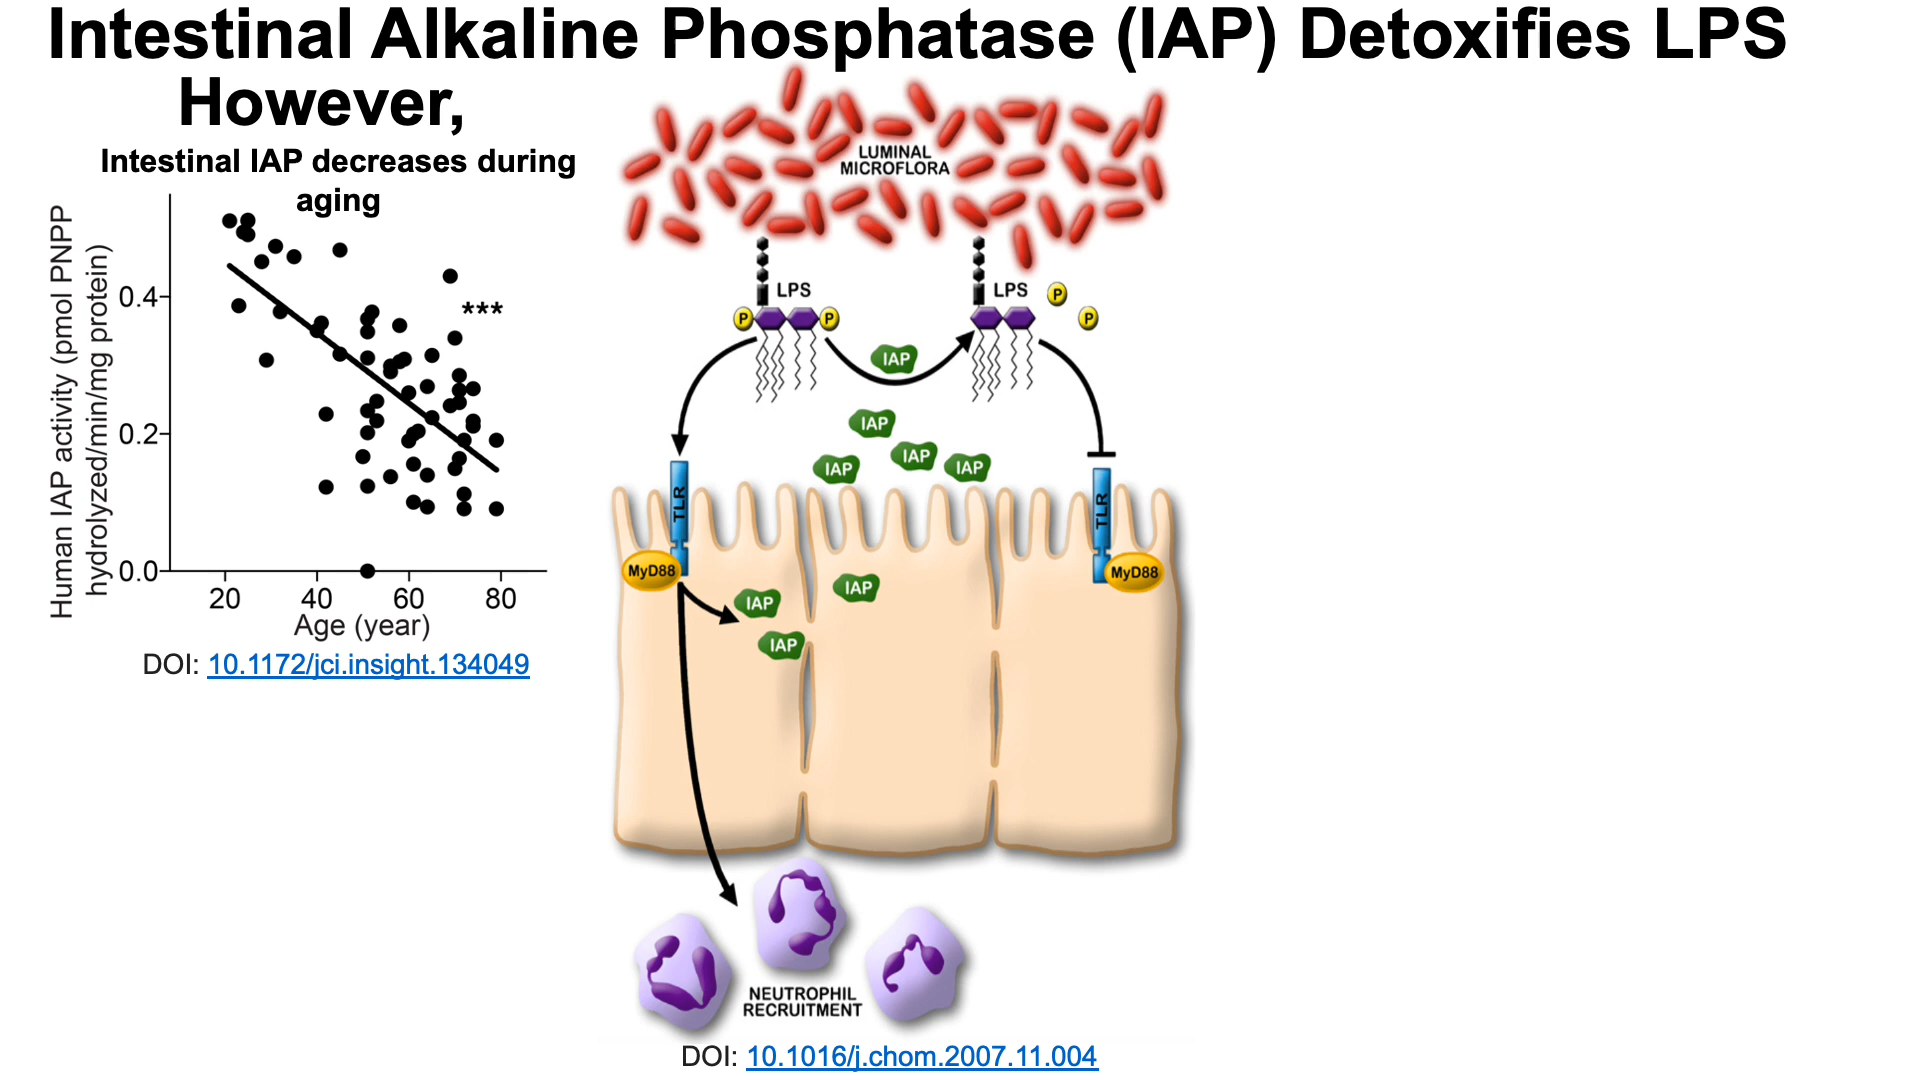 Intestinal Alkaline Phosphatase (IAP) Detoxifies LPS
However,
Intestinal IAP decreases during
aging
Human IAP activity (pmol PNPP
hydrolyzed/min/mg protein)
0.4
0.2
0.0
***
20 40 60 80
Age (year)
DOI: 10.1172/jci.insight.134049
LUMINAL
MICROFLORA
LPS
LPS
P
P
P
P
IAP
IAP
IAP
IAP
IAP
TLR
TLR
MyD88
MyD88
IAP
IAP
IAP
NEUTROPHIL
RECRUITMENT
DOI: 10.1016/j.chom.2007.11.004